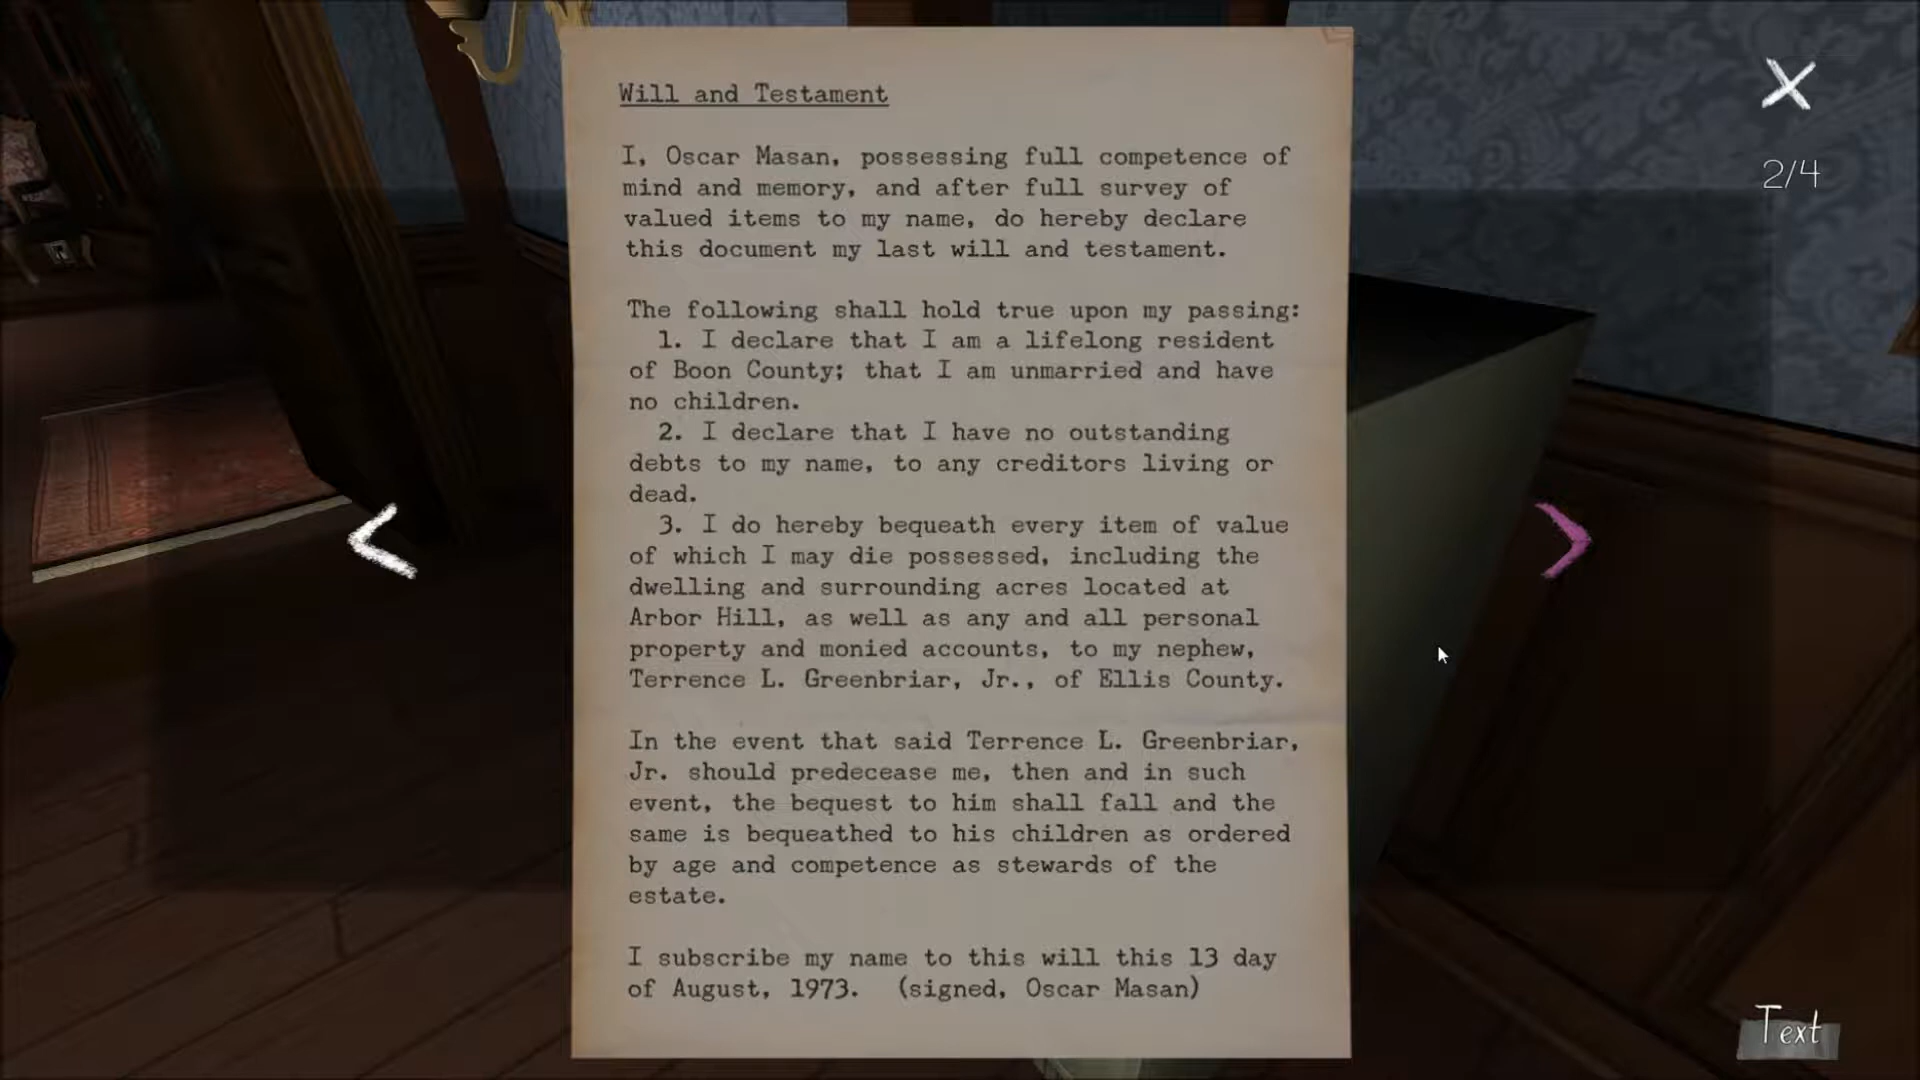 Will and Testament
I, Oscar Masan, possessing full competence of
mind and memory, and after full survey of
valued items to my name, do hereby declare
this document my last will and testament.
The following shall hold true upon my passing:
1. I declare that I am a lifelong resident
of Boon County; that I am unmarried and have
no children.
2. I declare that I have no outstanding
debts to my name, to any creditors living or
dead.
3. I do hereby bequeath every item of value
of which I may die possessed, including the
dwelling and surrounding acres located at
Arbor Hill, as well as any and all personal
property and monied accounts, to my nephew,
Terrence L. Greenbriar, Jr., of Ellis County.
In the event that said Terrence L. Greenbriar,
Jr. should predecease me, then and in such
event, the bequest to him shall fall and the
same is bequeathed to his children as ordered
by age and competence as stewards of the
estate.
I subscribe my name to this will this 13 day
of August, 1973. (signed, Oscar Masan)
2/4
Text